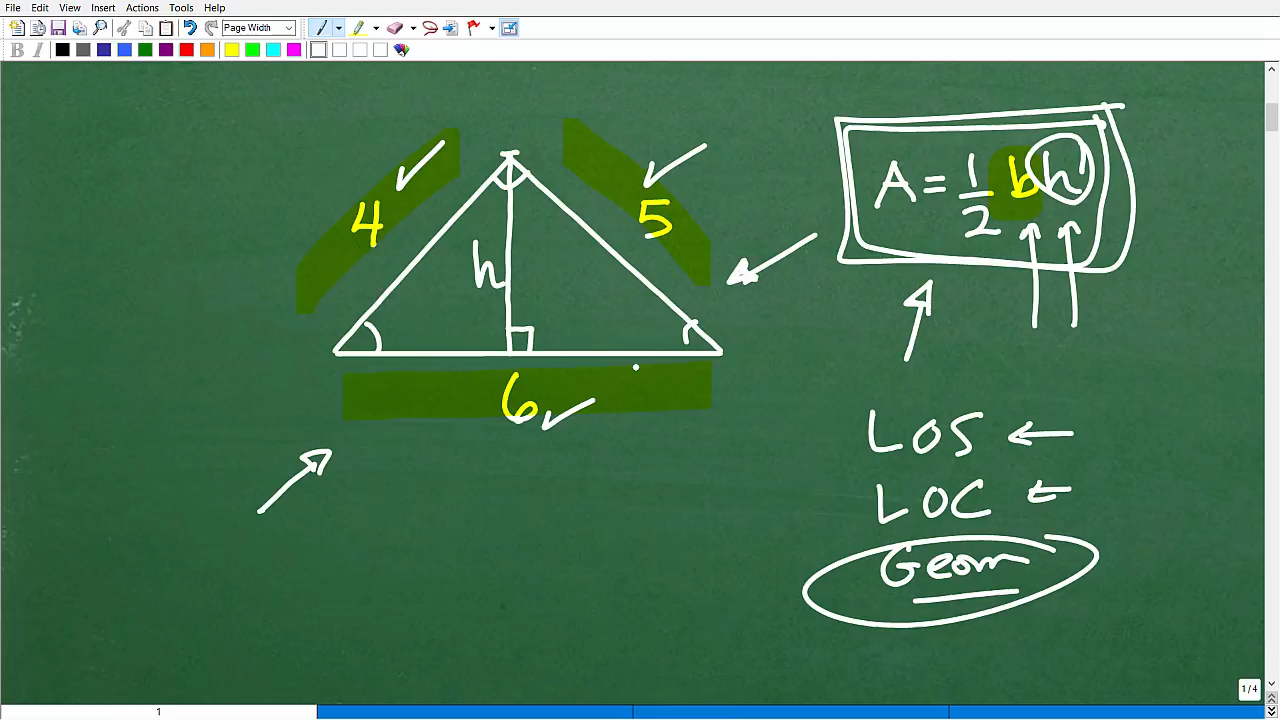 File Edit View Insert Actions Tools Help
Page Width
B I
4 5
h
6
A = 1/2 b h
LOS ←
LOC ←
Geom
1/4
1